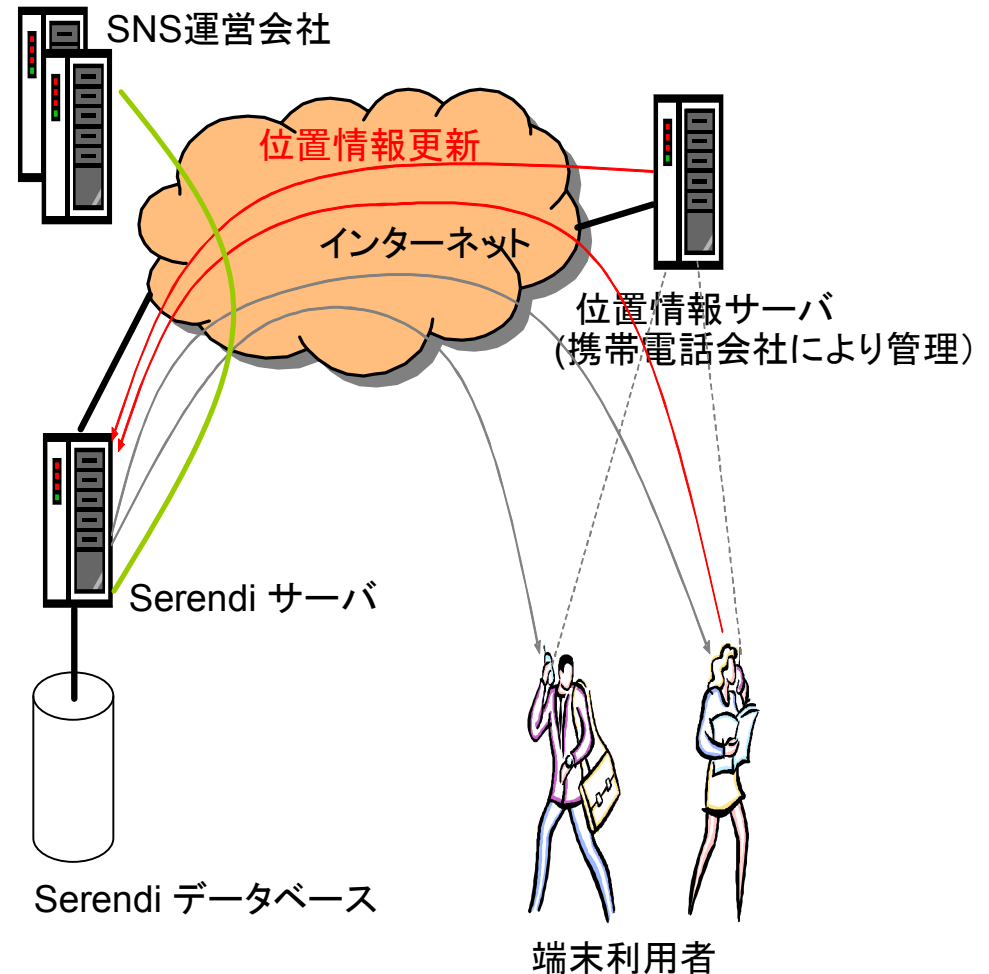 SNS運営会社
位置情報更新
インターネット
位置情報サーバ
(携帯電話会社により管理)
Serendi サーバ
Serendi データベース
端末利用者